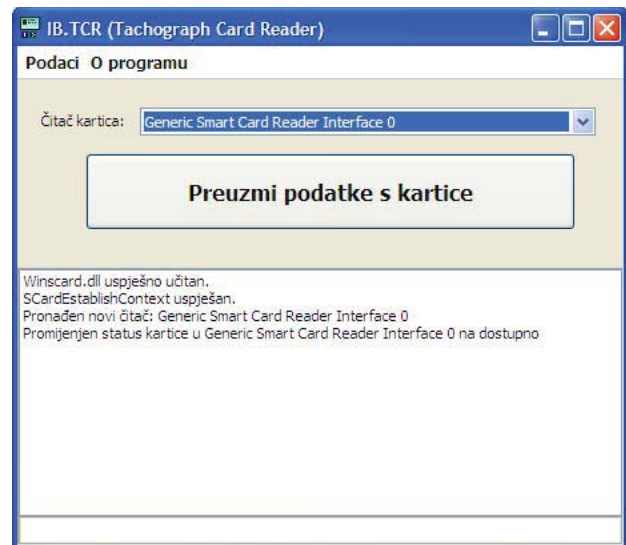 IB.TCR (Tachograph Card Reader)
Podaci O programu
Čitač kartica: Generic Smart Card Reader Interface 0
Preuzmi podatke s kartice
Winscard.dll uspješno učitan.
SCardEstablishContext uspješan.
Pronađen novi čitač: Generic Smart Card Reader Interface 0
Promijenjen status kartice u Generic Smart Card Reader Interface 0 na dostupno